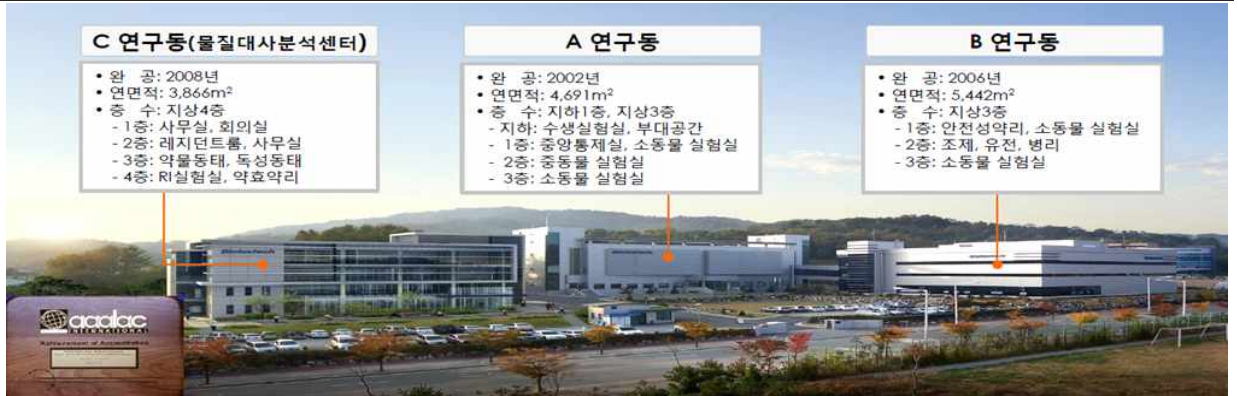 C 연구동(물질대사분석센터)
• 완 공: 2008년
• 연면적: 3,866m²
• 층 수: 지상4층
- 1층: 사무실, 회의실
- 2층: 레지던트룸, 사무실
- 3층: 약물동태, 독성동태
- 4층: RI실험실, 약효약리
A 연구동
• 완 공: 2002년
• 연면적: 4,691m²
• 층 수: 지하1층, 지상3층
- 지하: 수생실험실, 부대공간
- 1층: 중앙통제실, 소동물 실험실
- 2층: 중동물 실험실
- 3층: 소동물 실험실
B 연구동
• 완 공: 2006년
• 연면적: 5,442m²
• 층 수: 지상3층
- 1층: 안전성약리, 소동물 실험실
- 2층: 조제, 유전, 병리
- 3층: 소동물 실험실
aaalac
INTERNATIONAL